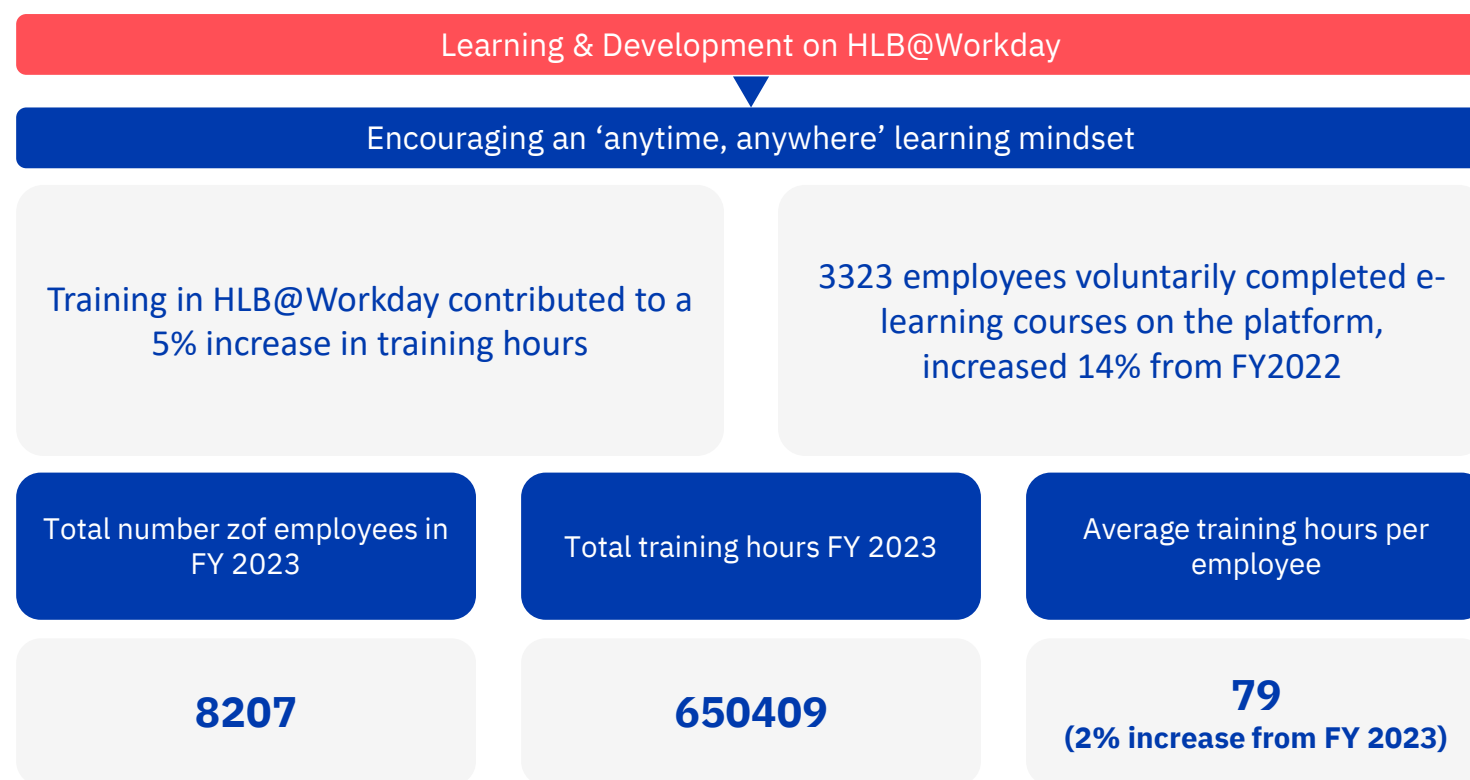 Learning & Development on HLB@Workday
Encouraging an ‘anytime, anywhere’ learning mindset
Training in HLB@Workday contributed to a
5% increase in training hours
3323 employees voluntarily completed e-
learning courses on the platform,
increased 14% from FY2022
Total number zof employees in
FY 2023
Total training hours FY 2023
Average training hours per
employee
8207
650409
79
(2% increase from FY 2023)